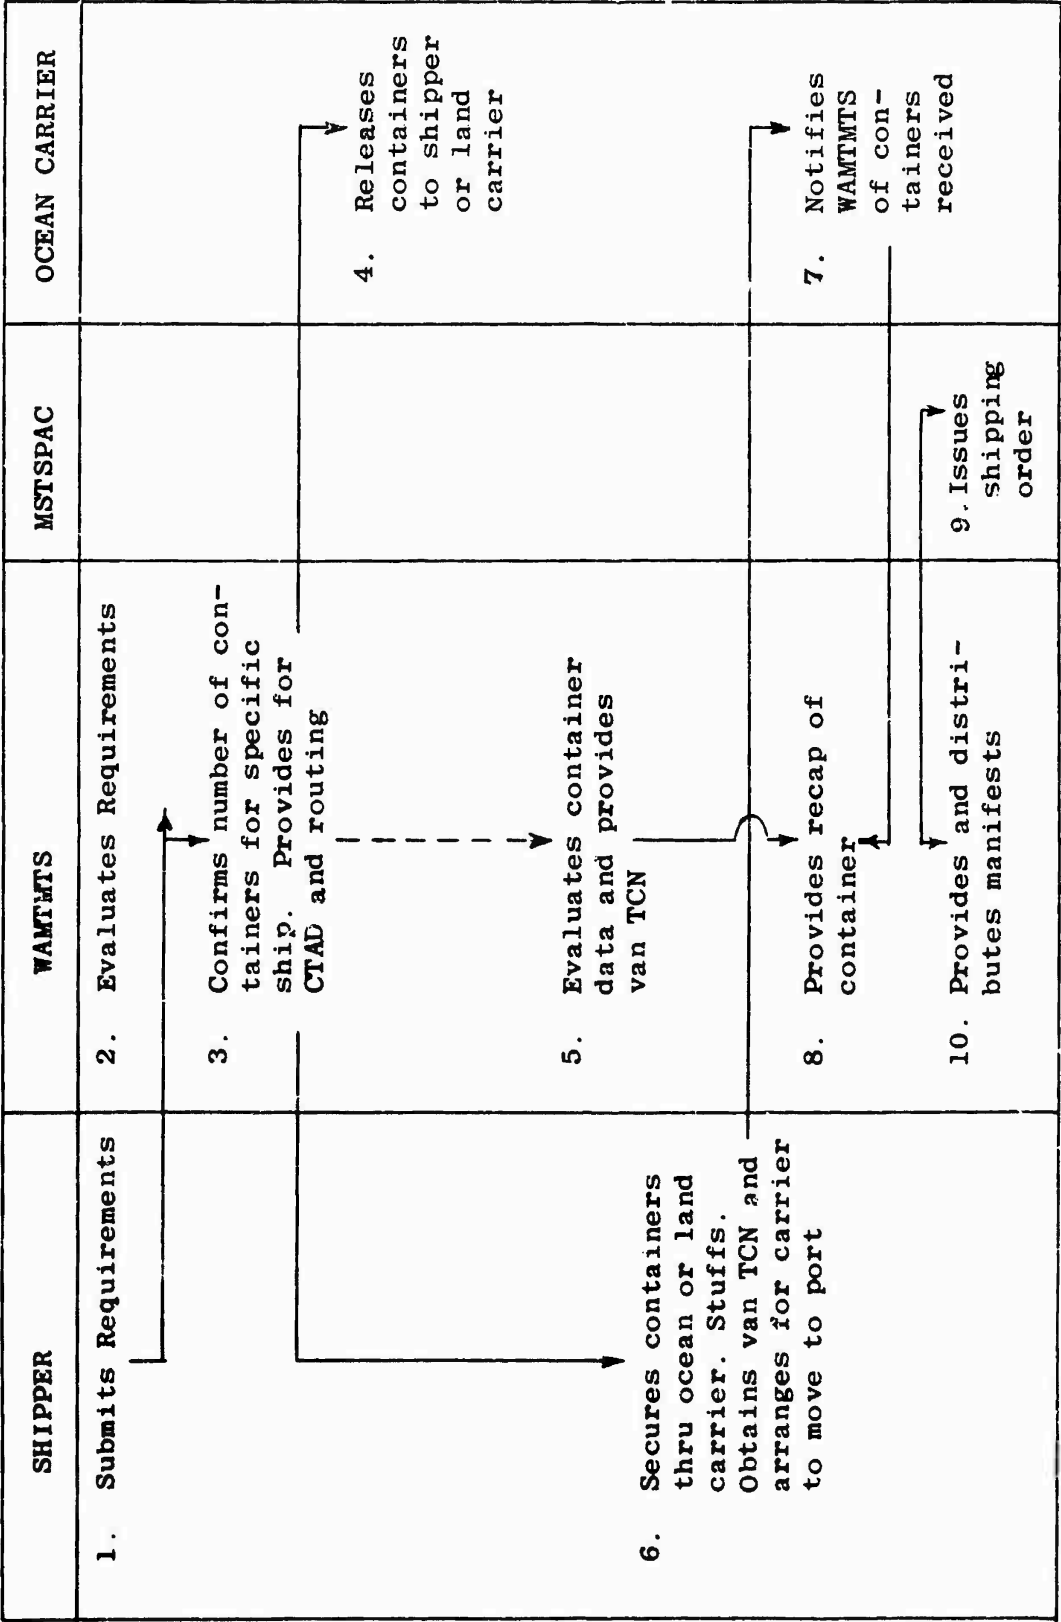 SHIPPER
WAMTMTS
MSTSPAC
OCEAN CARRIER
1. Submits Requirements
2. Evaluates Requirements
3. Confirms number of con-
tainers for specific
ship. Provides for
CTAD and routing
4. Releases
containers
to shipper
or land
carrier
5. Evaluates container
data and provides
van TCN
6. Secures containers
thru ocean or land
carrier. Stuffs.
Obtains van TCN and
arranges for carrier
to move to port
7. Notifies
WAMTMTS
of con-
tainers
received
8. Provides recap of
container
9. Issues
shipping
order
10. Provides and distri-
butes manifests